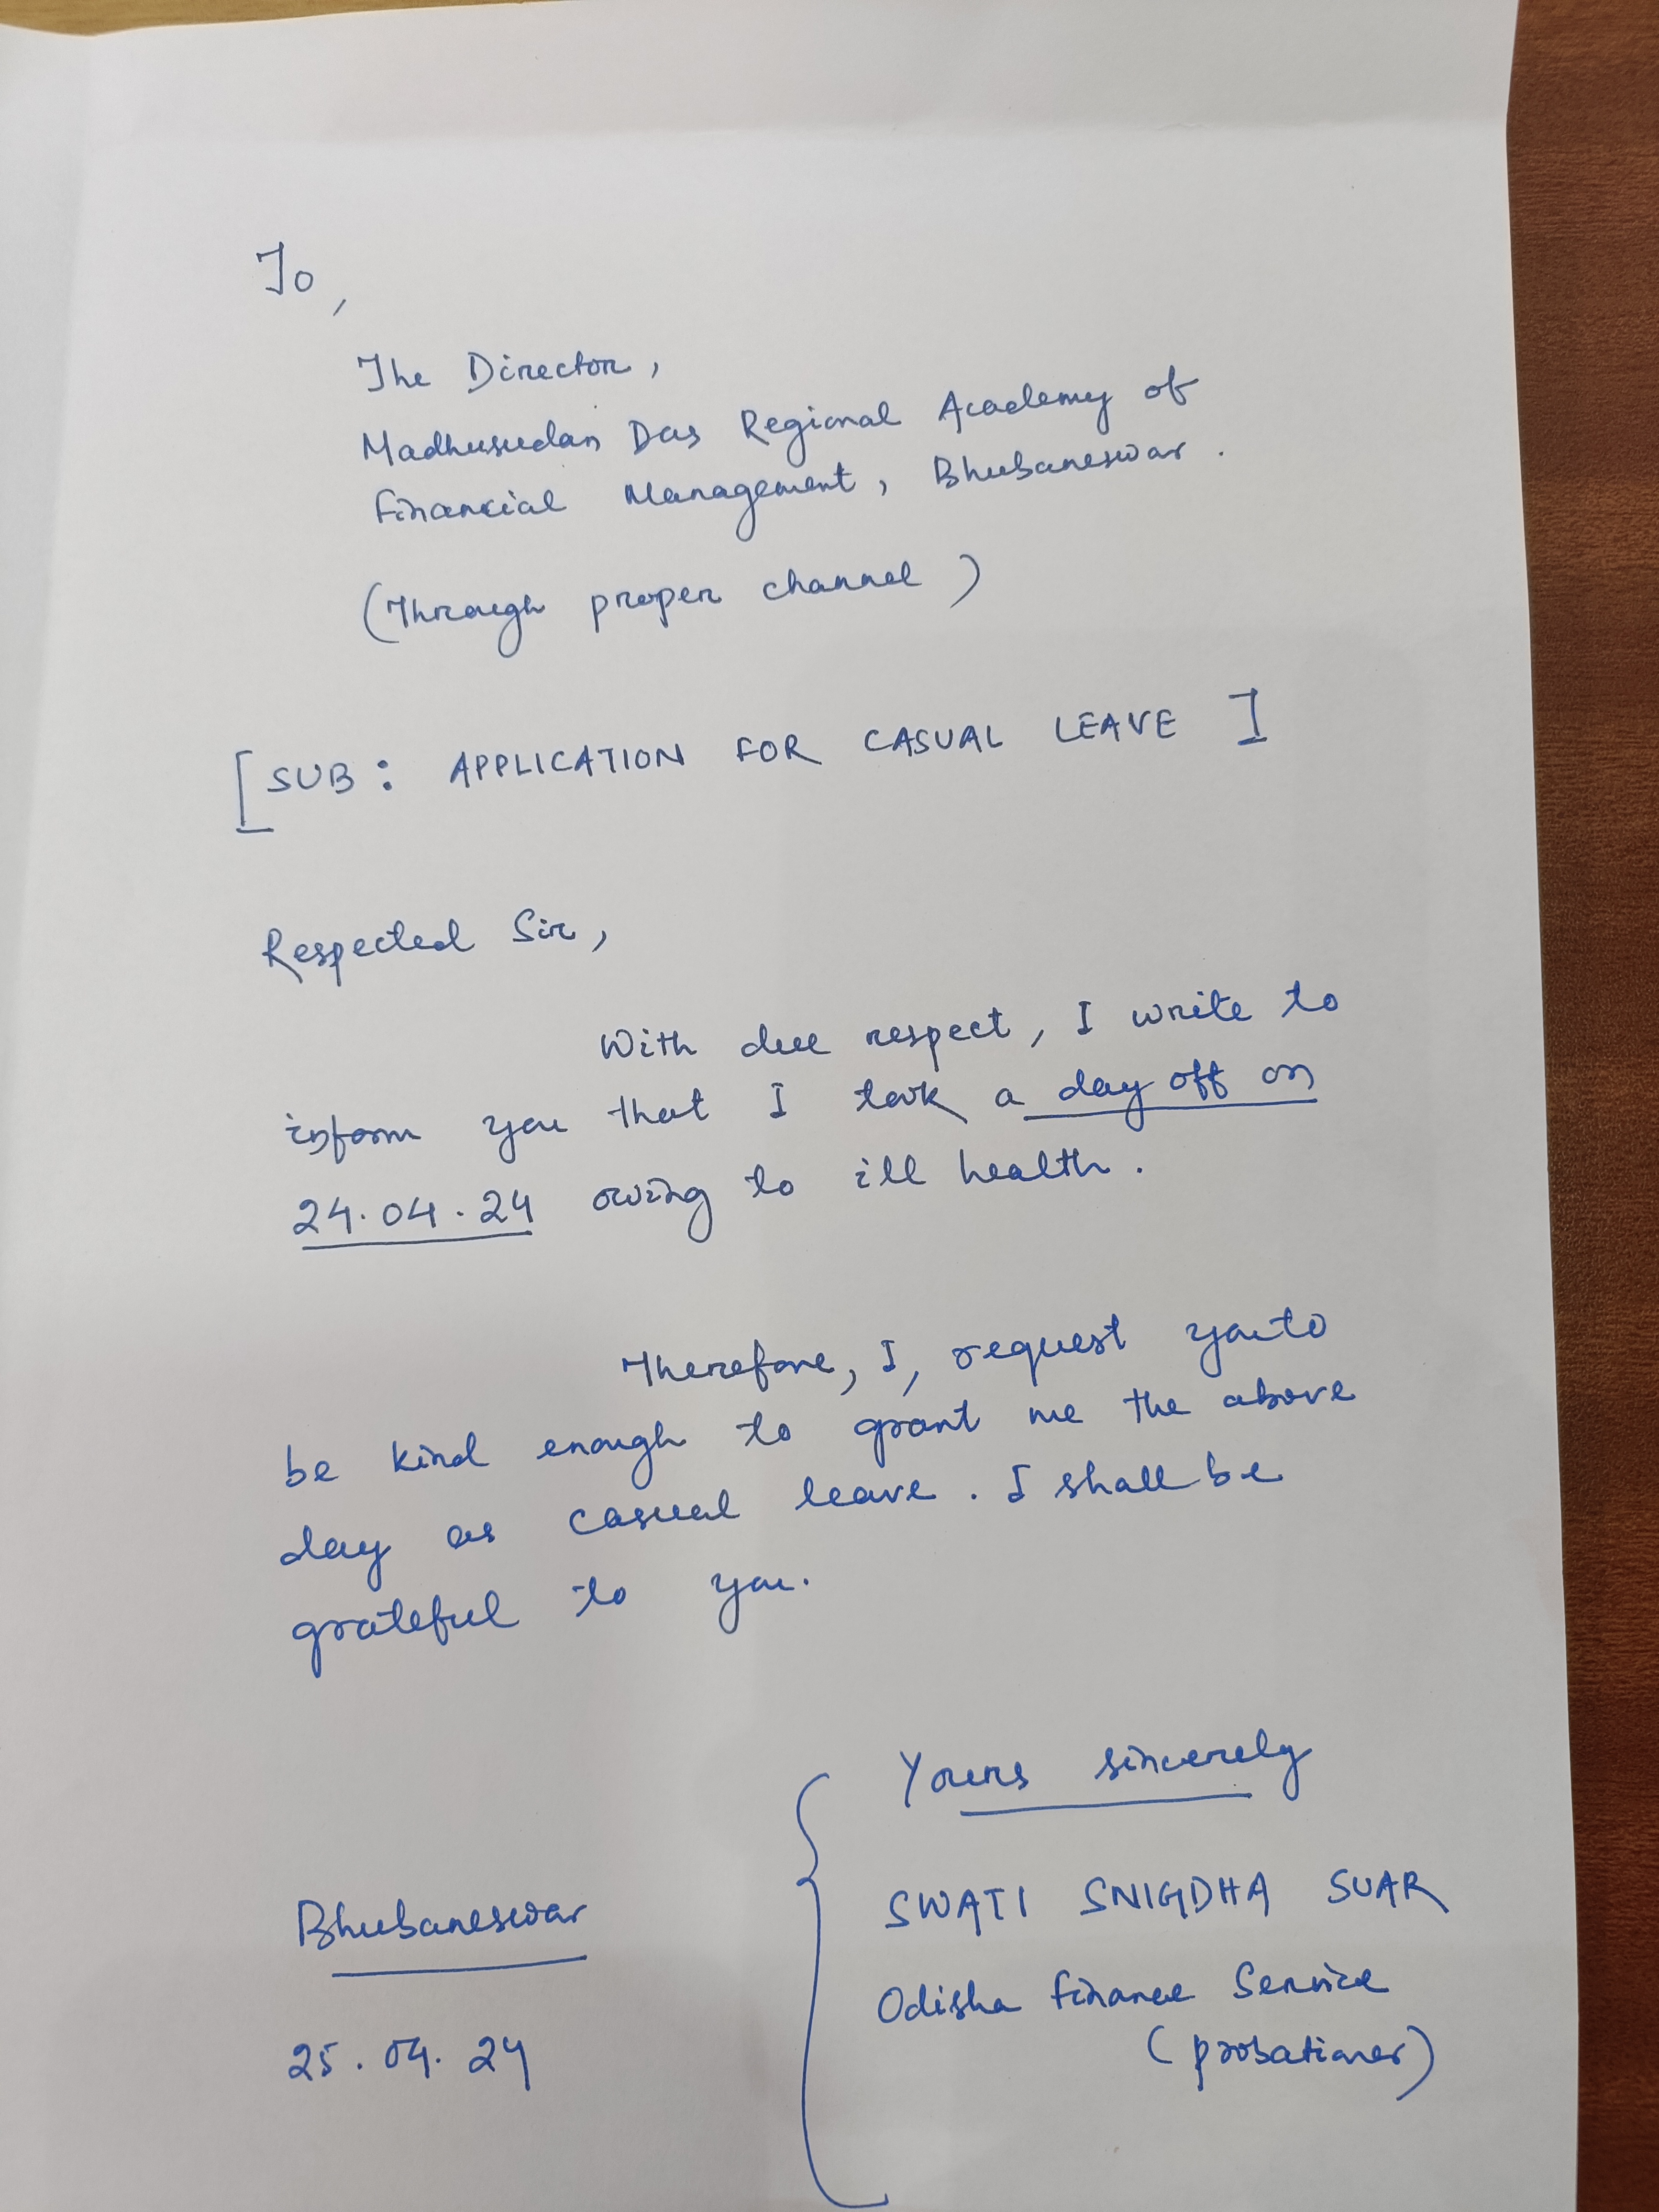 To,
The Director,
Madhusudan Das Regional Academy of
Financial Management, Bhubaneswar.
(Through proper channel)
[SUB: APPLICATION FOR CASUAL LEAVE]
Respected Sir,
With due respect, I write to
inform you that I took a day off on
24.04.24 owing to ill health.
Therefore, I, request you to
be kind enough to grant me the above
day as casual leave. I shall be
grateful to you.
Yours sincerely
SWATI SNIGDHA SUAR
Odisha Finance Service
(probationer)
Bhubaneswar
25.04.24